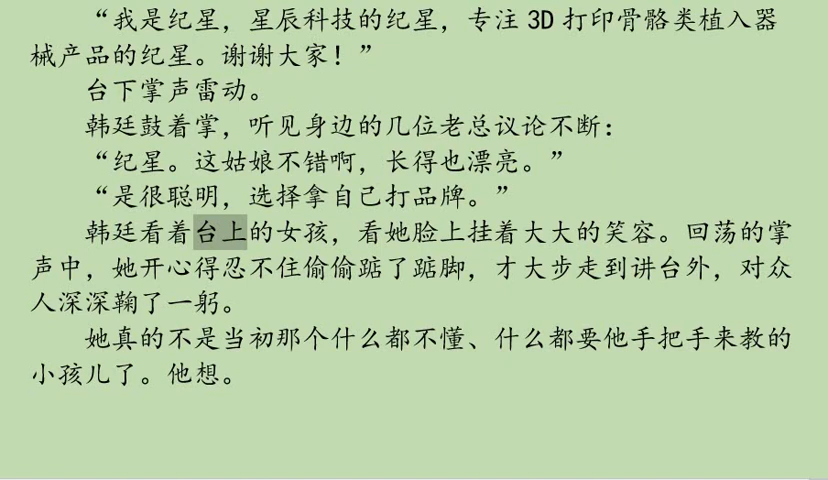 “我是纪星，星辰科技的纪星，专注 3D 打印骨骼类植入器
械产品的纪星。谢谢大家！”
台下掌声雷动。
韩廷鼓着掌，听见身边的几位老总议论不断：
“纪星。这姑娘不错啊，长得也漂亮。”
“是很聪明，选择拿自己打品牌。”
韩廷看着台上的女孩，看她脸上挂着大大的笑容。回荡的掌
声中，她开心得忍不住偷偷踮了踮脚，才大步走到讲台外，对众
人深深鞠了一躬。
她真的不是当初那个什么都不懂、什么都要他手把手来教的
小孩儿了。他想。